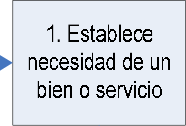 1. Establece
necesidad de un
bien o servicio